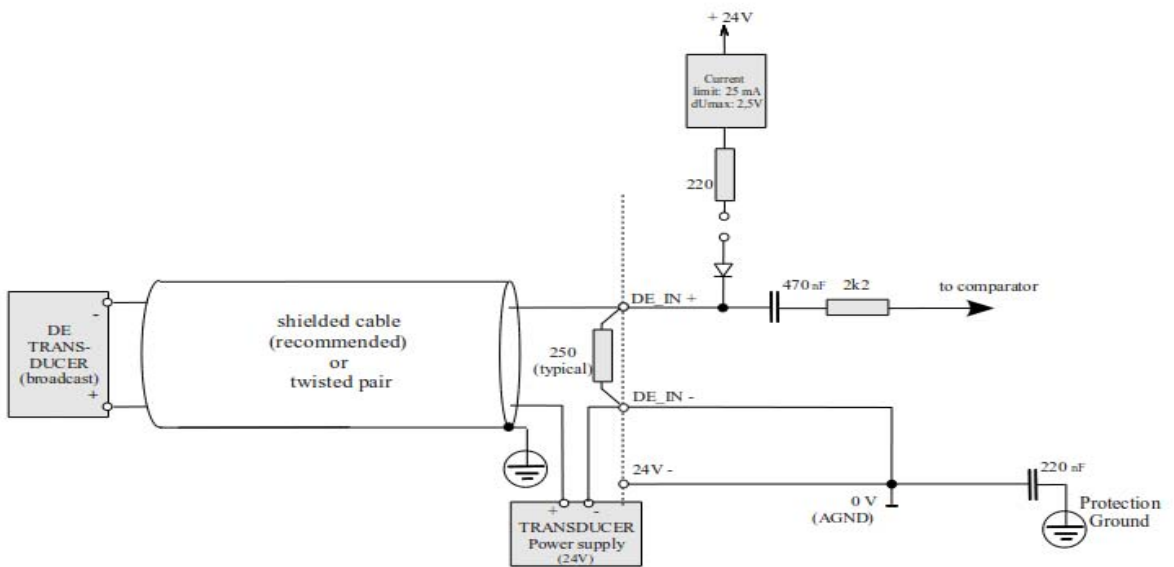 + 24V
Current
limit: 25 mA
dUmax: 2,5V
220
DE_IN +
470 nF
2k2
to comparator
-
DE
TRANS-
DUCER
(broadcast)
+
shielded cable
(recommended)
or
twisted pair
250
(typical)
DE_IN -
24V -
220 nF
0 V
(AGND)
Protection
Ground
+ -
TRANSDUCER
Power supply
(24V)